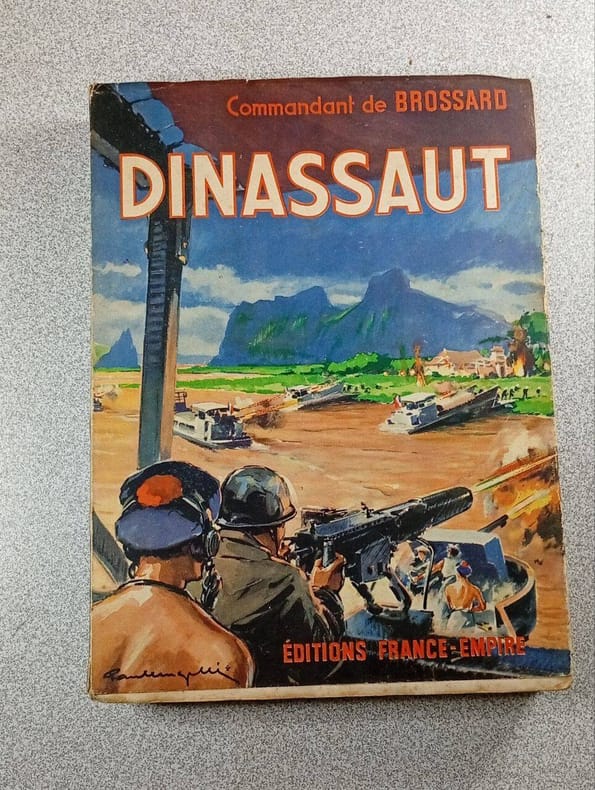 Commandant de BROSSARD
DINASSAUT
ÉDITIONS FRANCE-EMPIRE